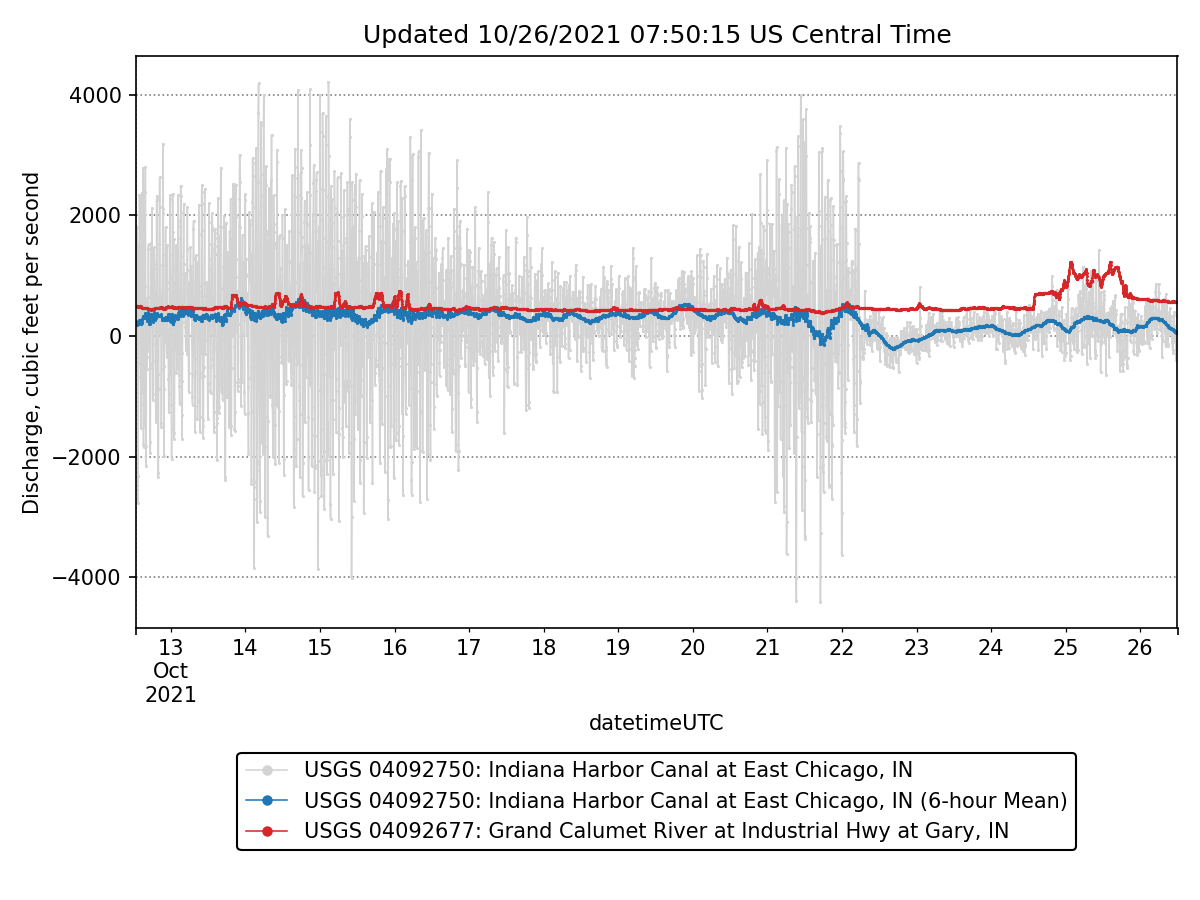 Updated 10/26/2021 07:50:15 US Central Time
Discharge, cubic feet per second
4000
2000
0
−2000
−4000
13 14 15 16 17 18 19 20 21 22 23 24 25 26
Oct
2021
datetimeUTC
USGS 04092750: Indiana Harbor Canal at East Chicago, IN
USGS 04092750: Indiana Harbor Canal at East Chicago, IN (6-hour Mean)
USGS 04092677: Grand Calumet River at Industrial Hwy at Gary, IN